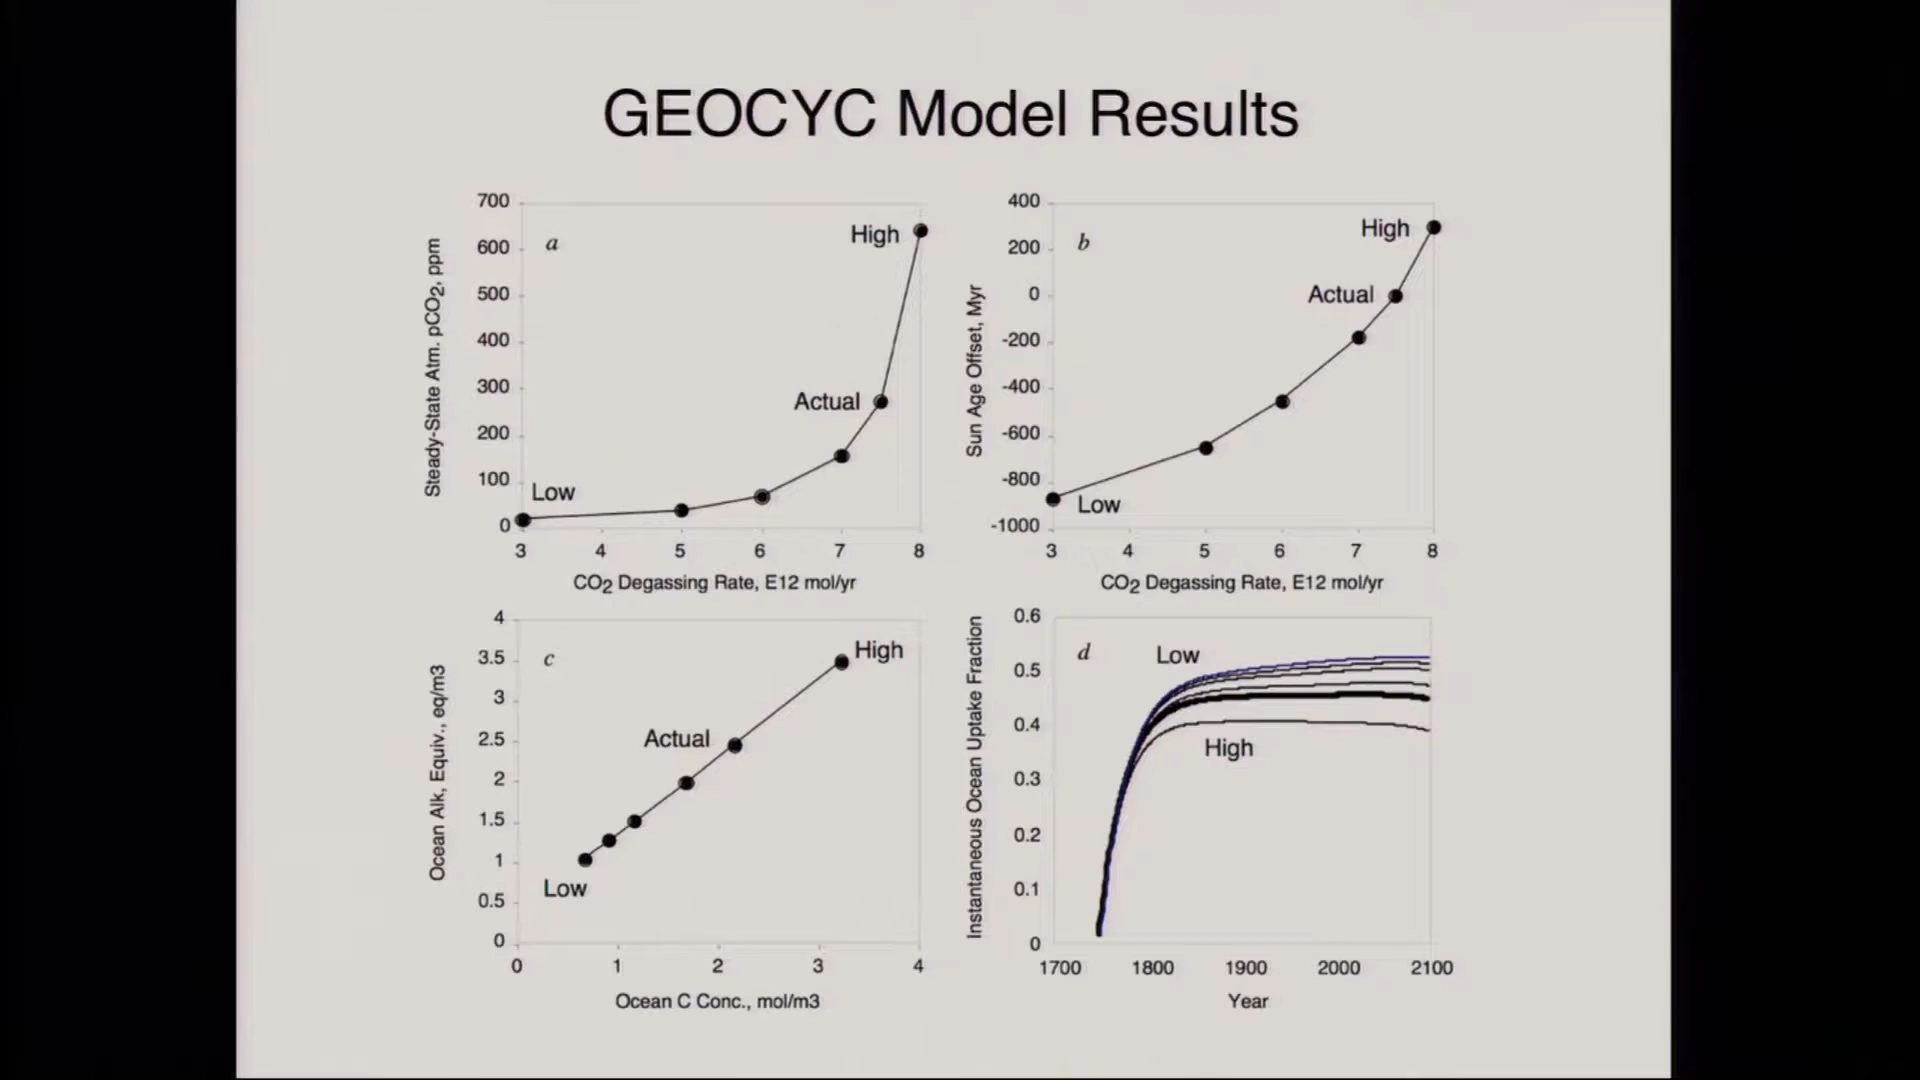 GEOCYC Model Results
Steady-State Atm. pCO2, ppm
700
600
500
400
300
200
100
0
a
High
Actual
Low
3 4 5 6 7 8
CO2 Degassing Rate, E12 mol/yr
Sun Age Offset, Myr
400
200
0
-200
-400
-600
-800
-1000
b
High
Actual
Low
3 4 5 6 7 8
CO2 Degassing Rate, E12 mol/yr
Ocean Alk, Equiv., eq/m3
4
3.5
3
2.5
2
1.5
1
0.5
0
c
High
Actual
Low
0 1 2 3 4
Ocean C Conc., mol/m3
Instantaneous Ocean Uptake Fraction
0.6
0.5
0.4
0.3
0.2
0.1
0
d
Low
High
1700 1800 1900 2000 2100
Year